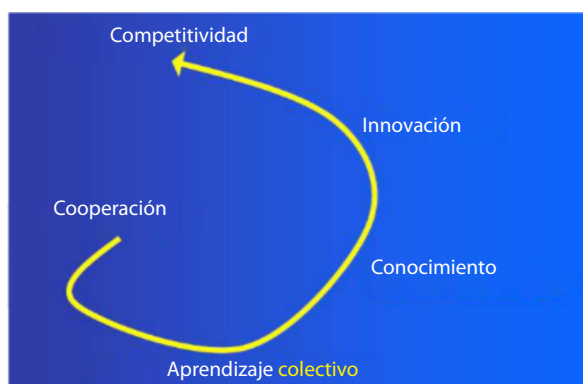 Competitividad
Innovación
Cooperación
Conocimiento
Aprendizaje colectivo